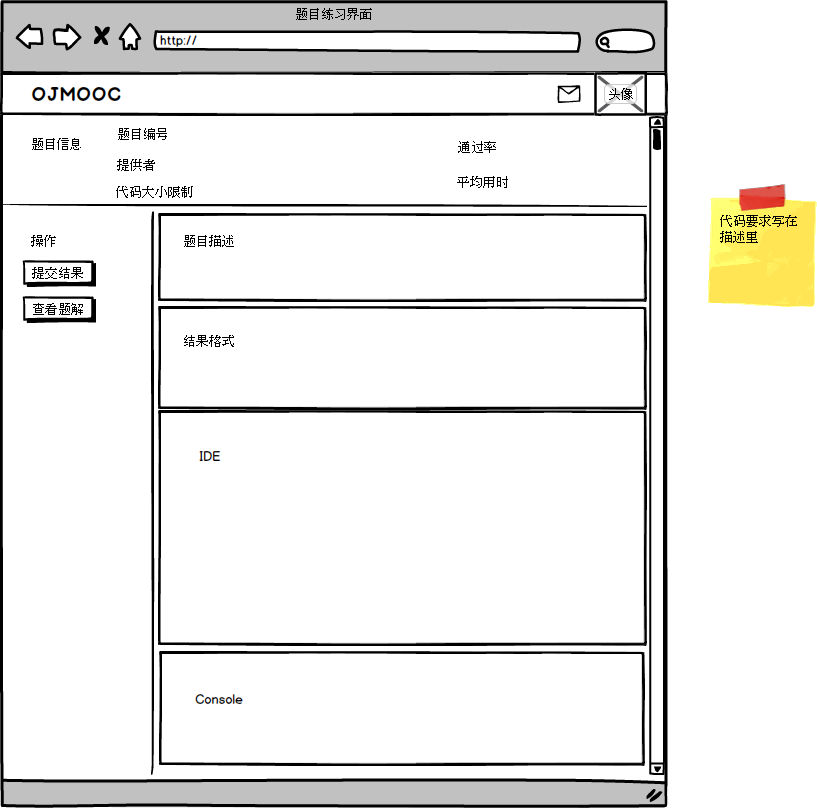 题目练习界面
http://
OJMOOC
头像
题目信息
题目编号
提供者
代码大小限制
通过率
平均用时
代码要求写在
描述里
操作
提交结果
查看题解
题目描述
结果格式
IDE
Console